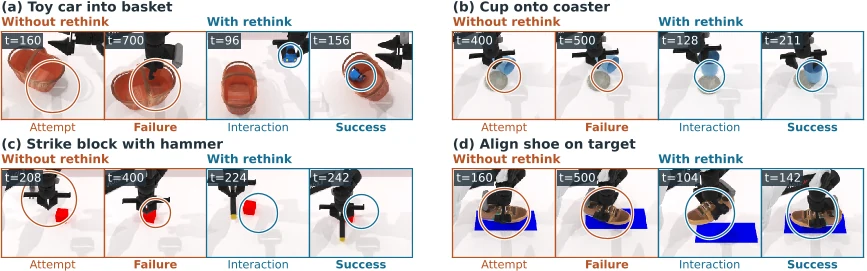 (a) Toy car into basket
Without rethink
With rethink
t=160
t=700
t=96
t=156
Attempt
Failure
Interaction
Success
(b) Cup onto coaster
Without rethink
With rethink
t=400
t=500
t=128
t=211
Attempt
Failure
Interaction
Success
(c) Strike block with hammer
Without rethink
With rethink
t=208
t=400
t=224
t=242
Attempt
Failure
Interaction
Success
(d) Align shoe on target
Without rethink
With rethink
t=160
t=500
t=104
t=142
Attempt
Failure
Interaction
Success